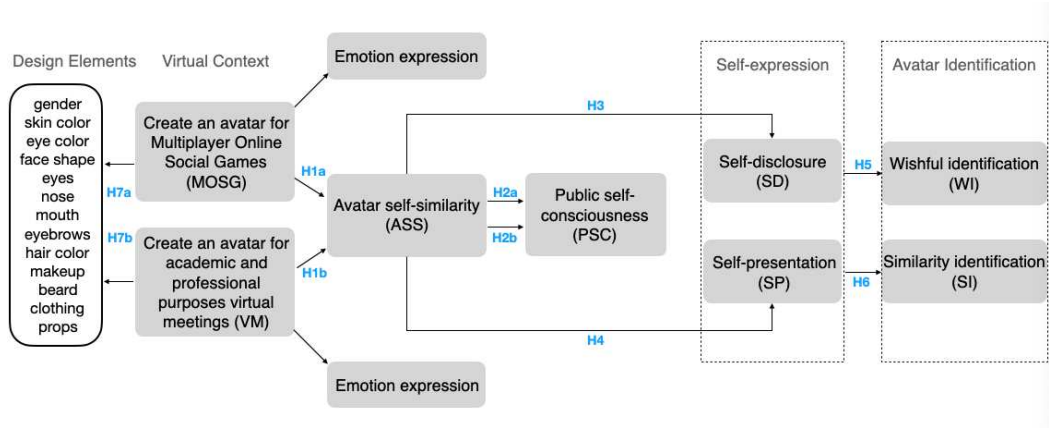 Design Elements
gender
skin color
eye color
face shape
eyes
nose
mouth
eyebrows
hair color
makeup
beard
clothing
props
Virtual Context
Create an avatar for
Multiplayer Online
Social Games
(MOSG)
Create an avatar for
academic and
professional
purposes virtual
meetings (VM)
H7a
H7b
Emotion expression
H1a
H1b
Avatar self-similarity
(ASS)
Emotion expression
H2a
H2b
Public self-
consciousness
(PSC)
H3
H4
Self-expression
Self-disclosure
(SD)
Self-presentation
(SP)
H5
H6
Avatar Identification
Wishful identification
(WI)
Similarity identification
(SI)